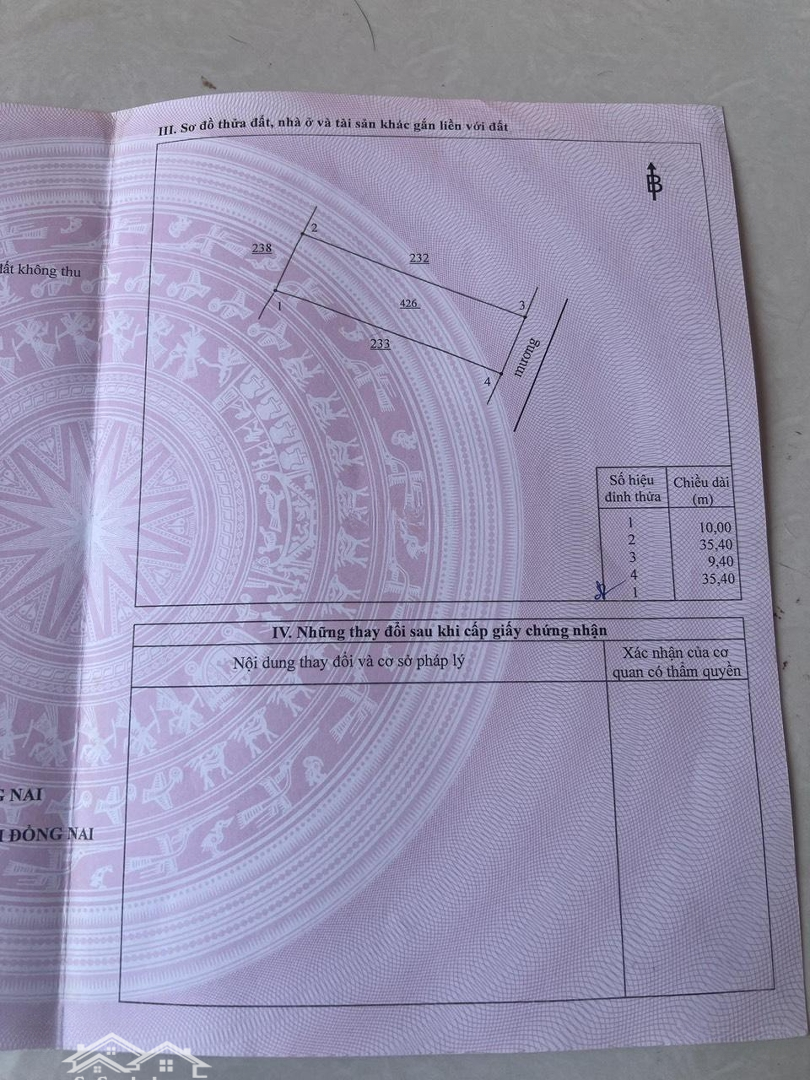 III. Sơ đồ thửa đất, nhà ở và tài sản khác gắn liền với đất
B
đất không thu
238
2
232
1
426
3
233
4
mương
Số hiệu đỉnh thửa
Chiều dài (m)
1
10,00
2
35,40
3
9,40
4
35,40
1
IV. Những thay đổi sau khi cấp giấy chứng nhận
Nội dung thay đổi và cơ sở pháp lý
Xác nhận của cơ
quan có thẩm quyền
G NAI
I ĐỒNG NAI